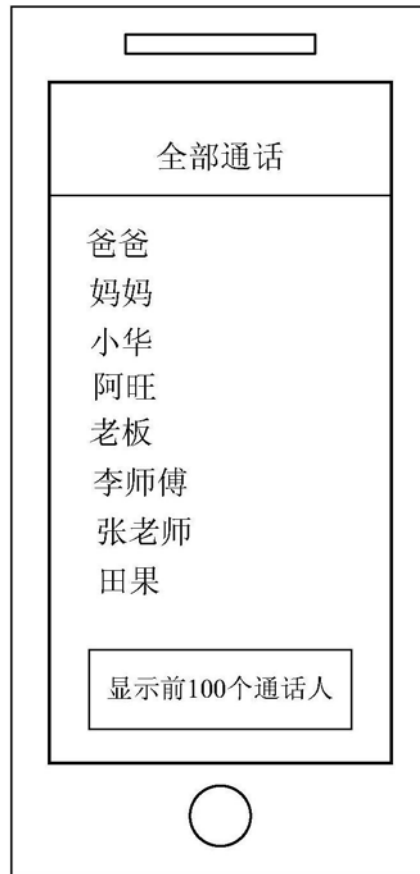 全部通话
爸爸
妈妈
小华
阿旺
老板
李师傅
张老师
田果
显示前100个通话人